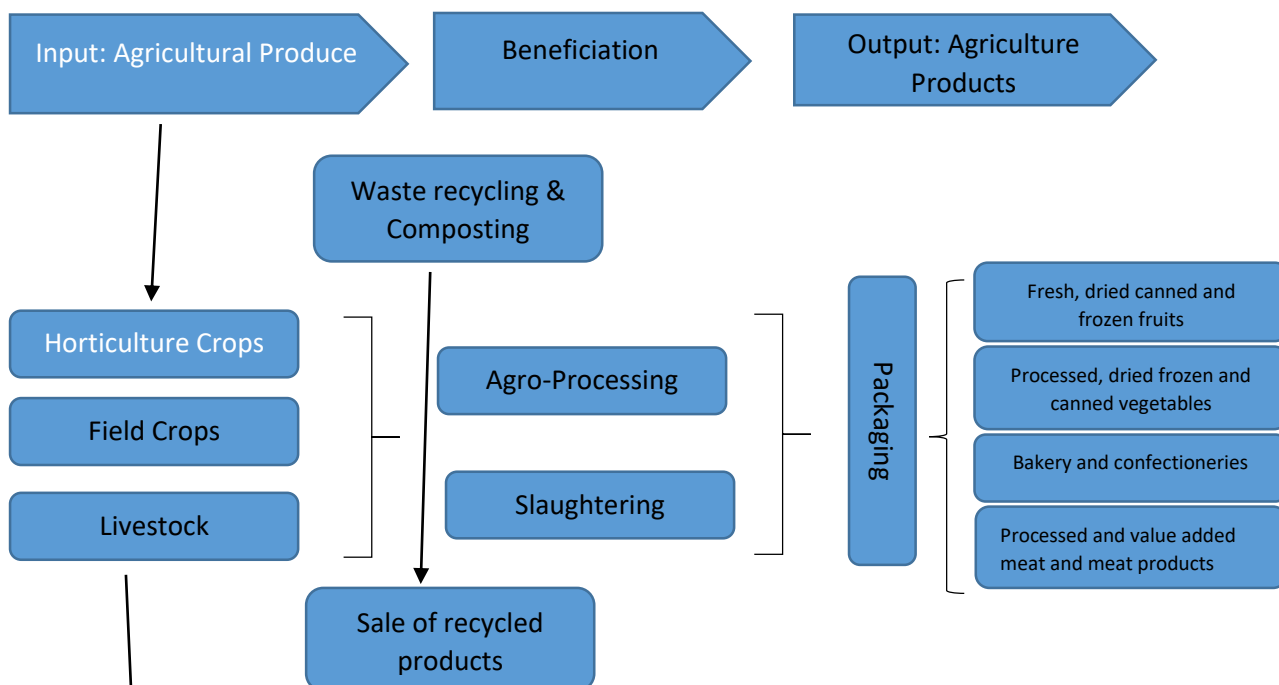 Input: Agricultural Produce
Beneficiation
Output: Agriculture
Products
Waste recycling &
Composting
Horticulture Crops
Field Crops
Livestock
Agro-Processing
Slaughtering
Sale of recycled
products
Packaging
Fresh, dried canned and
frozen fruits
Processed, dried frozen and
canned vegetables
Bakery and confectioneries
Processed and value added
meat and meat products